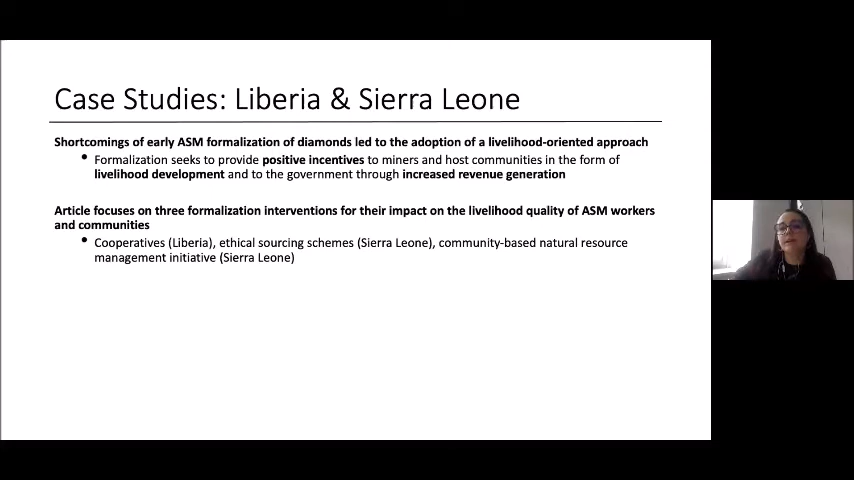 Case Studies: Liberia & Sierra Leone
Shortcomings of early ASM formalization of diamonds led to the adoption of a livelihood-oriented approach
• Formalization seeks to provide positive incentives to miners and host communities in the form of
livelihood development and to the government through increased revenue generation
Article focuses on three formalization interventions for their impact on the livelihood quality of ASM workers
and communities
• Cooperatives (Liberia), ethical sourcing schemes (Sierra Leone), community-based natural resource
management initiative (Sierra Leone)